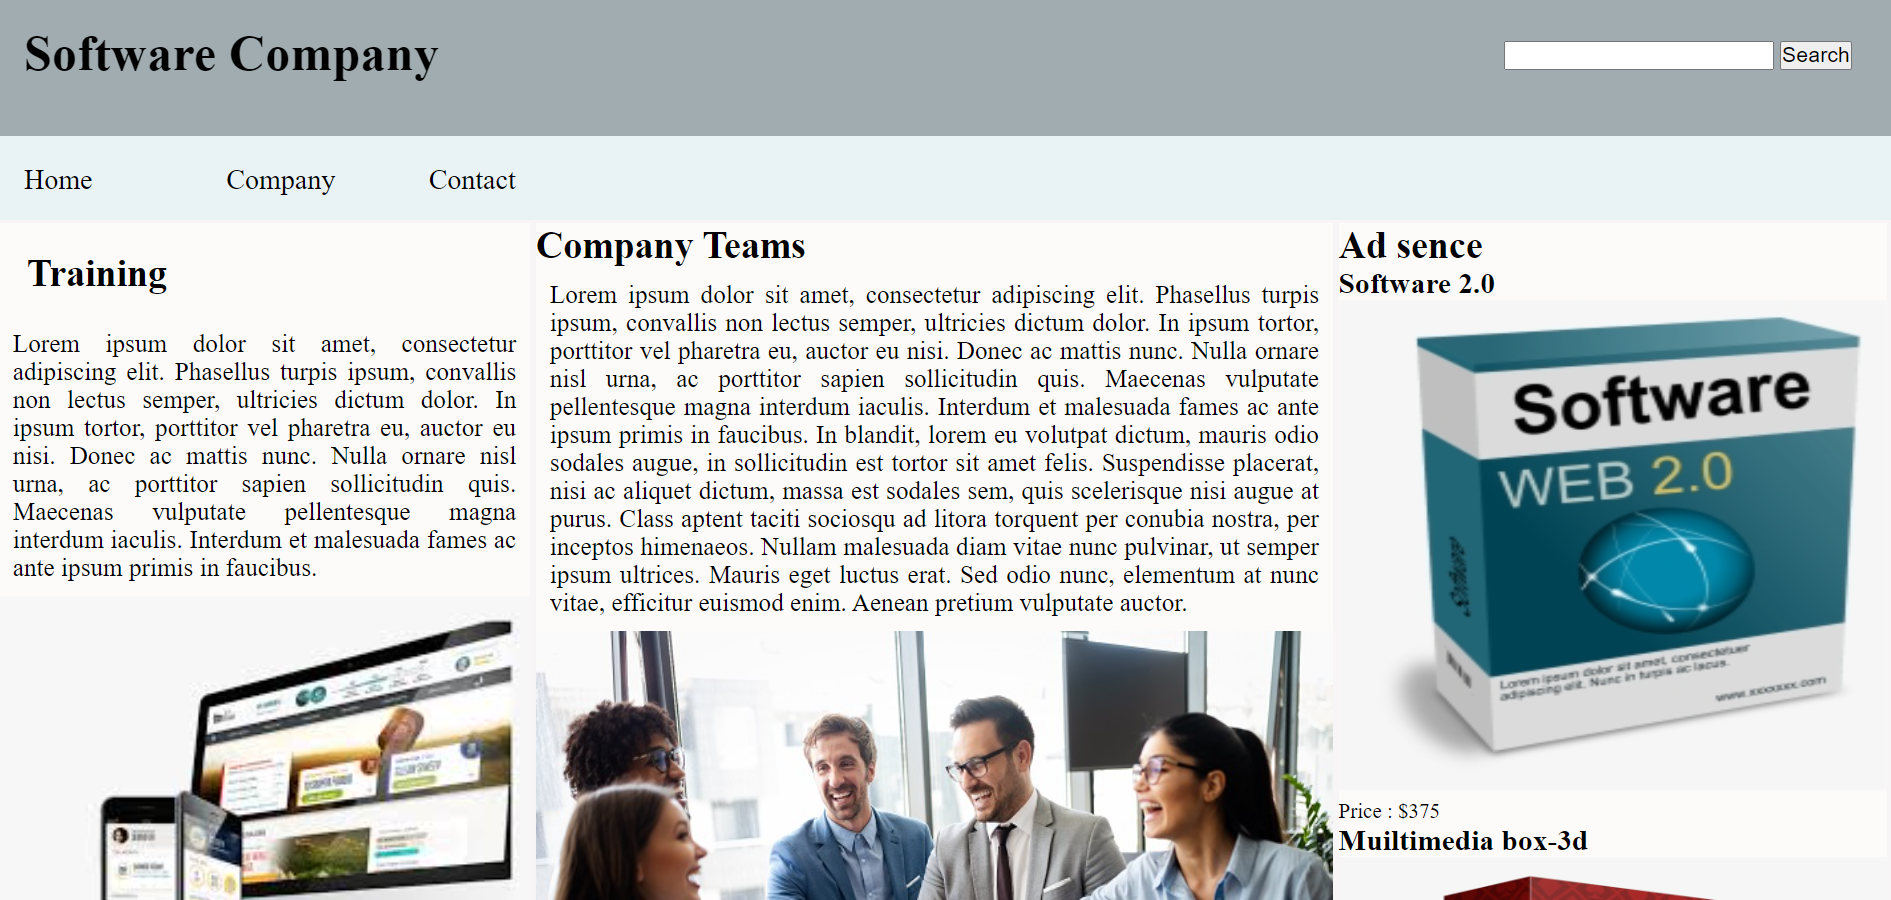 Software Company
Search
Home
Company
Contact
Training
Lorem ipsum dolor sit amet, consectetur
adipiscing elit. Phasellus turpis ipsum, convallis
non lectus semper, ultricies dictum dolor. In
ipsum tortor, porttitor vel pharetra eu, auctor eu
nisi. Donec ac mattis nunc. Nulla ornare nisl
urna, ac porttitor sapien sollicitudin quis.
Maecenas vulputate pellentesque magna
interdum iaculis. Interdum et malesuada fames ac
ante ipsum primis in faucibus.
Company Teams
Lorem ipsum dolor sit amet, consectetur adipiscing elit. Phasellus turpis
ipsum, convallis non lectus semper, ultricies dictum dolor. In ipsum tortor,
porttitor vel pharetra eu, auctor eu nisi. Donec ac mattis nunc. Nulla ornare
nisl urna, ac porttitor sapien sollicitudin quis. Maecenas vulputate
pellentesque magna interdum iaculis. Interdum et malesuada fames ac ante
ipsum primis in faucibus. In blandit, lorem eu volutpat dictum, mauris odio
sodales augue, in sollicitudin est tortor sit amet felis. Suspendisse placerat,
nisi ac aliquet dictum, massa est sodales sem, quis scelerisque nisi augue at
purus. Class aptent taciti sociosqu ad litora torquent per conubia nostra, per
inceptos himenaeos. Nullam malesuada diam vitae nunc pulvinar, ut semper
ipsum ultrices. Mauris eget luctus erat. Sed odio nunc, elementum at nunc
vitae, efficitur euismod enim. Aenean pretium vulputate auctor.
Ad sence
Software 2.0
Software
WEB 2.0
Software
Lorem ipsum dolor sit amet, consectetuer
adipiscing elit. Nunc in turpis ac lacus.
www.xxxxxxx.com
Price : $375
Muiltimedia box-3d